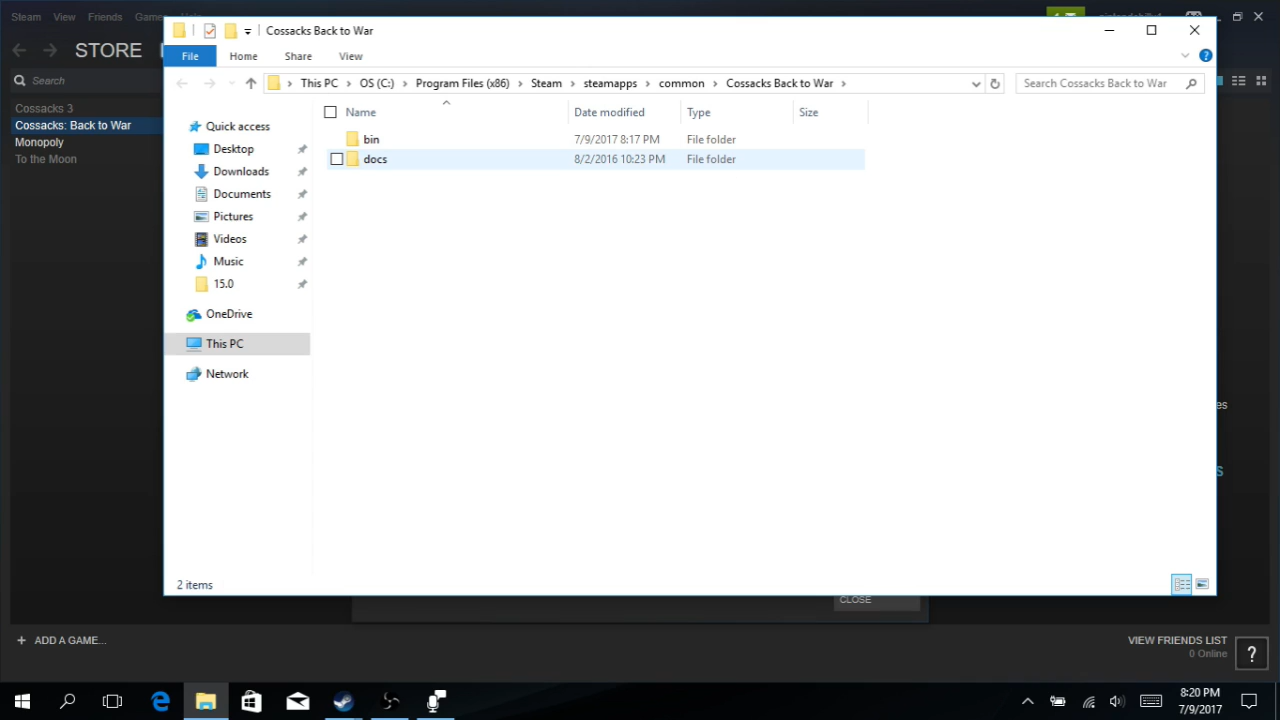 Steam View Friends
Cossacks Back to War
File Home Share View
STORE
This PC OS (C:) Program Files (x86) Steam steamapps common Cossacks Back to War
Search Cossacks Back to War
Search
Name Date modified Type Size
Cossacks 3
Cossacks: Back to War
Monopoly
To the Moon
Quick access
Desktop
Downloads
Documents
Pictures
Videos
Music
15.0
OneDrive
This PC
Network
bin 7/9/2017 8:17 PM File folder
docs 8/2/2016 10:23 PM File folder
2 items
CLOSE
+ ADD A GAME...
VIEW FRIENDS LIST
0 Online
?
8:20 PM
7/9/2017